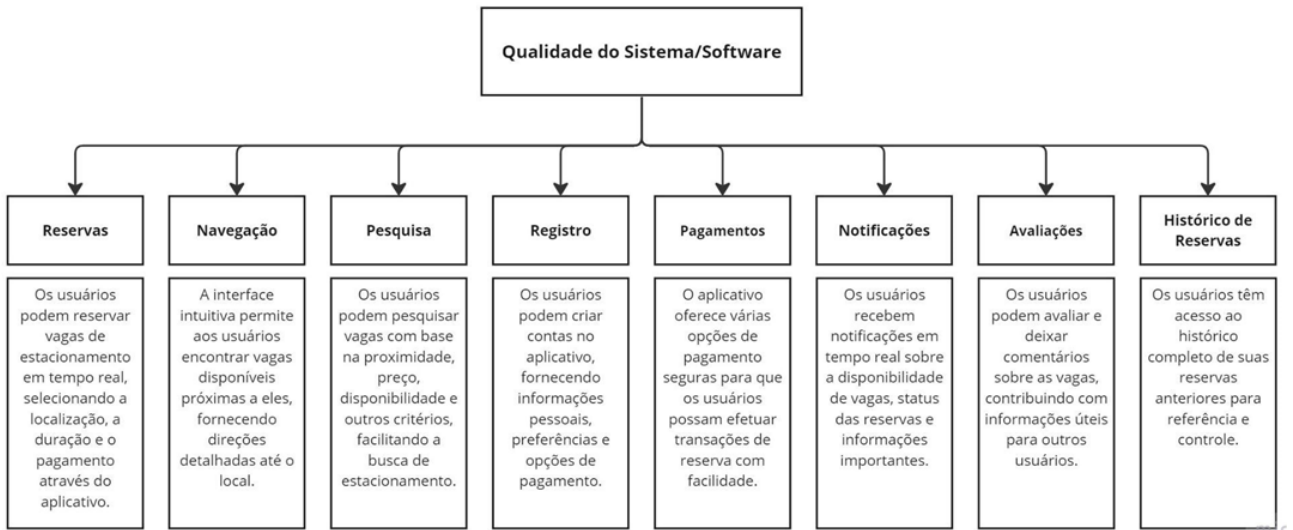 Qualidade do Sistema/Software
Reservas
Os usuários
podem reservar
vagas de
estacionamento
em tempo real,
selecionando a
localização, a
duração e o
pagamento
através do
aplicativo.
Navegação
A interface
intuitiva permite
aos usuários
encontrar vagas
disponíveis
próximas a eles,
fornecendo
direções
detalhadas até o
local.
Pesquisa
Os usuários
podem pesquisar
vagas com base
na proximidade,
preço,
disponibilidade e
outros critérios,
facilitando a
busca de
estacionamento.
Registro
Os usuários
podem criar
contas no
aplicativo,
fornecendo
informações
pessoais,
preferências e
opções de
pagamento.
Pagamentos
O aplicativo
oferece várias
opções de
pagamento
seguras para que
os usuários
possam efetuar
transações de
reserva com
facilidade.
Notificações
Os usuários
recebem
notificações em
tempo real sobre
a disponibilidade
de vagas, status
das reservas e
informações
importantes.
Avaliações
Os usuários
podem avaliar e
deixar
comentários
sobre as vagas,
contribuindo com
informações úteis
para outros
usuários.
Histórico de
Reservas
Os usuários têm
acesso ao
histórico
completo de suas
reservas
anteriores para
referência e
controle.